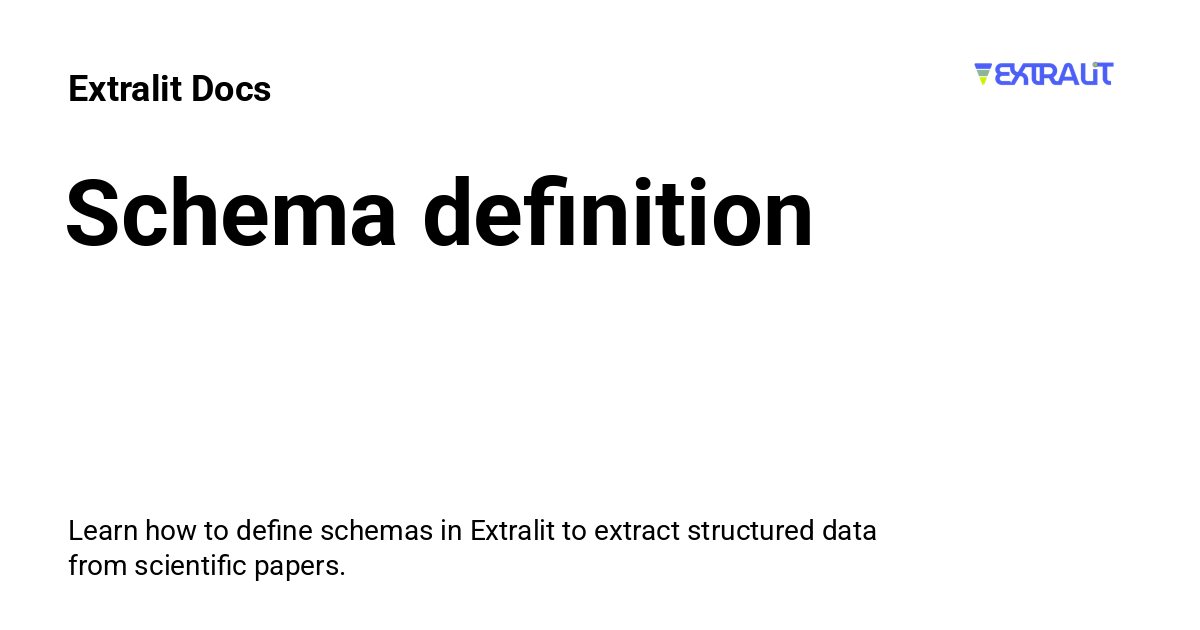 Extralit Docs
EXTRALIT
Schema definition
Learn how to define schemas in Extralit to extract structured data
from scientific papers.